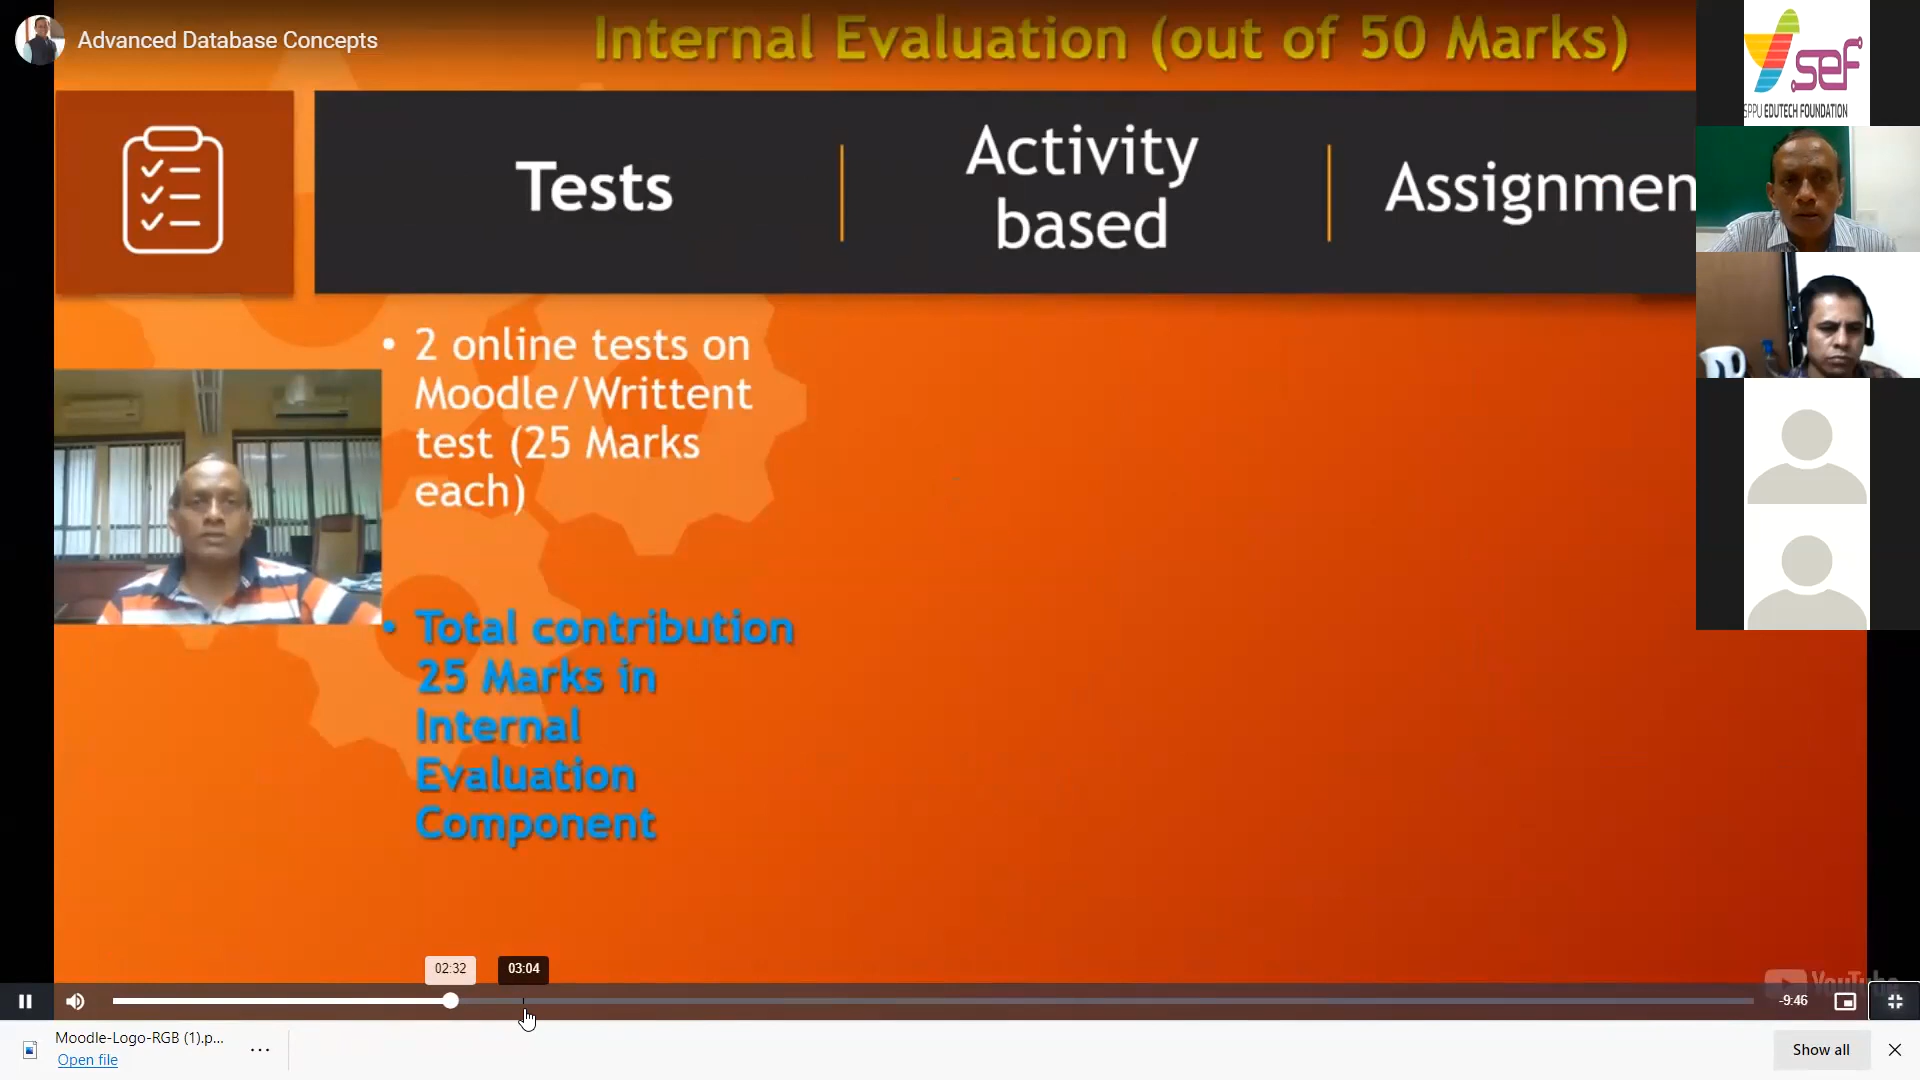 Advanced Database Concepts
Internal Evaluation (out of 50 Marks)
sef
SPPU EDUTECH FOUNDATION
Tests
Activity
based
Assignmen
• 2 online tests on
Moodle/Writtent
test (25 Marks
each)
• Total contribution
25 Marks in
Internal
Evaluation
Component
02:32
03:04
YouTube
-9:46
Moodle-Logo-RGB (1).p...
Open file
Show all